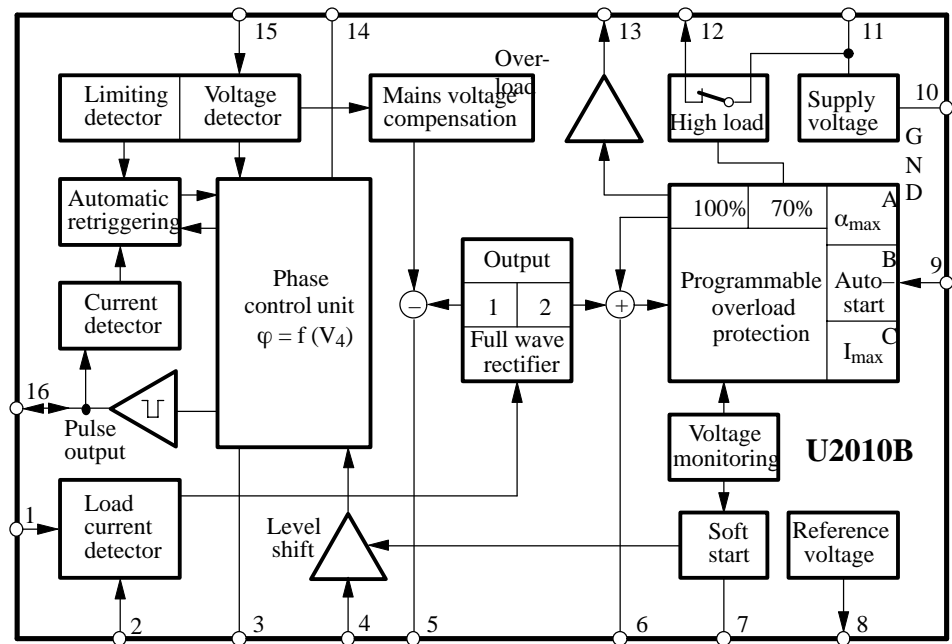 15
14
13
12
11
Over-
load
Limiting
detector
Voltage
detector
Mains voltage
compensation
High load
Supply
voltage
10
G
N
D
Automatic
retriggering
100%
70%
A
αmax
Phase
control unit
φ = f (V4)
Output
1
2
Full wave
rectifier
−
+
Programmable
overload
protection
B
Auto–
start
9
C
Imax
Current
detector
16
Pulse
output
Voltage
monitoring
U2010B
1
Load
current
detector
Level
shift
Soft
start
Reference
voltage
2
3
4
5
6
7
8